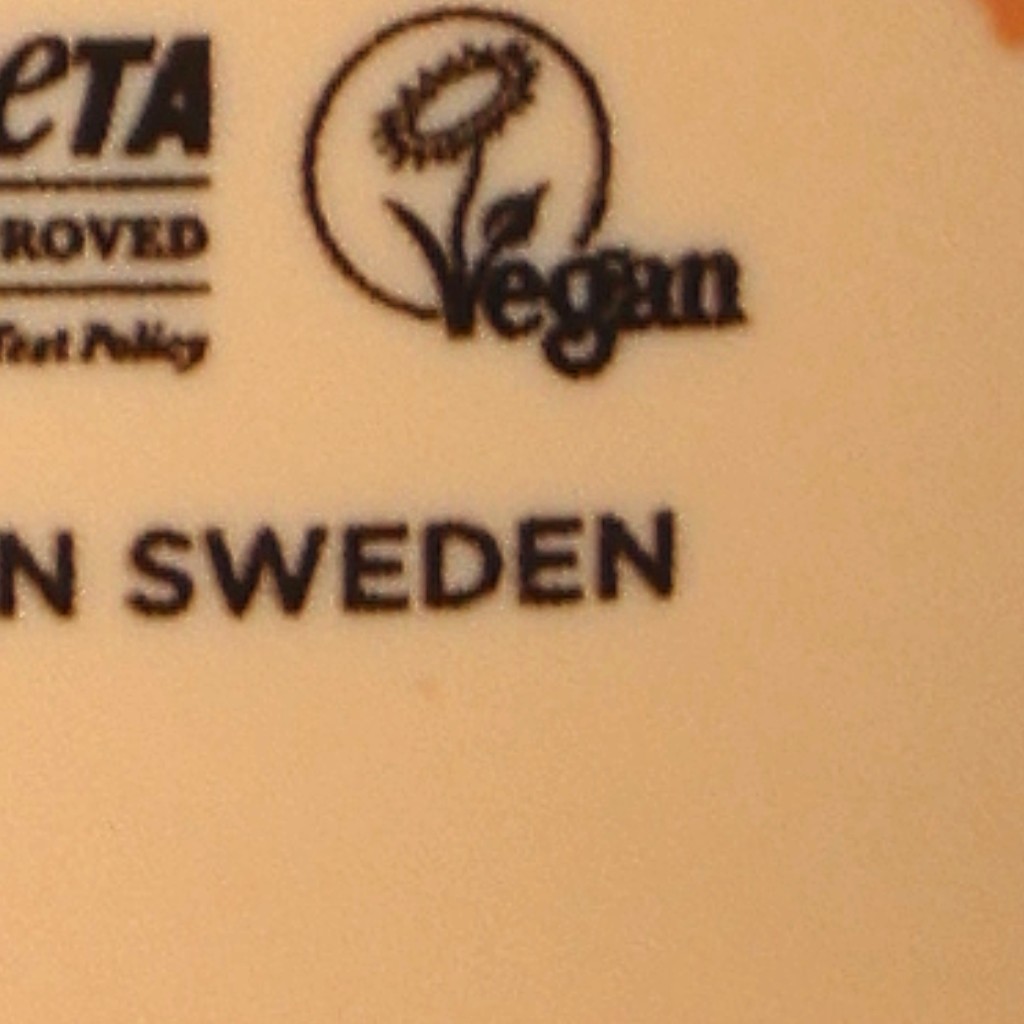 eTA
ROVED
Test Policy
Vegan
N SWEDEN